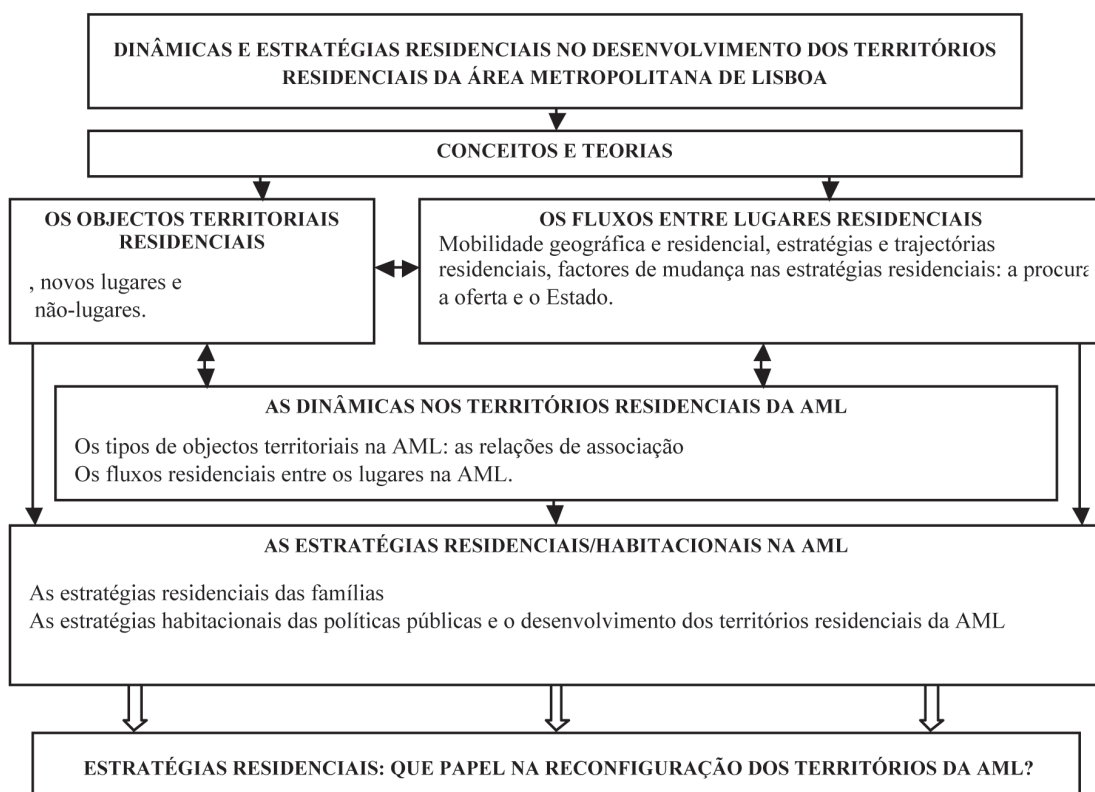 DINÂMICAS E ESTRATÉGIAS RESIDENCIAIS NO DESENVOLVIMENTO DOS TERRITÓRIOS
RESIDENCIAIS DA ÁREA METROPOLITANA DE LISBOA
CONCEITOS E TEORIAS
OS OBJECTOS TERRITORIAIS
RESIDENCIAIS
, novos lugares e
não-lugares.
OS FLUXOS ENTRE LUGARES RESIDENCIAIS
Mobilidade geográfica e residencial, estratégias e trajectórias
residenciais, factores de mudança nas estratégias residenciais: a procura
a oferta e o Estado.
AS DINÂMICAS NOS TERRITÓRIOS RESIDENCIAIS DA AML
Os tipos de objectos territoriais na AML: as relações de associação
Os fluxos residenciais entre os lugares na AML.
AS ESTRATÉGIAS RESIDENCIAIS/HABITACIONAIS NA AML
As estratégias residenciais das famílias
As estratégias habitacionais das políticas públicas e o desenvolvimento dos territórios residenciais da AML
ESTRATÉGIAS RESIDENCIAIS: QUE PAPEL NA RECONFIGURAÇÃO DOS TERRITÓRIOS DA AML?